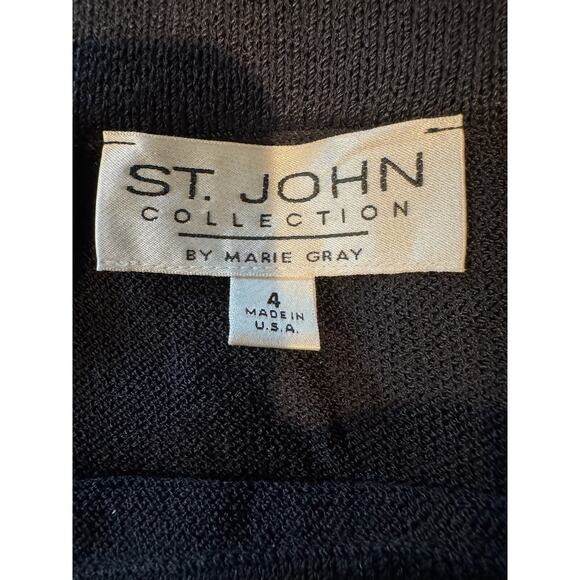 ST. JOHN
COLLECTION
BY MARIE GRAY
4
MADE IN
U.S.A.